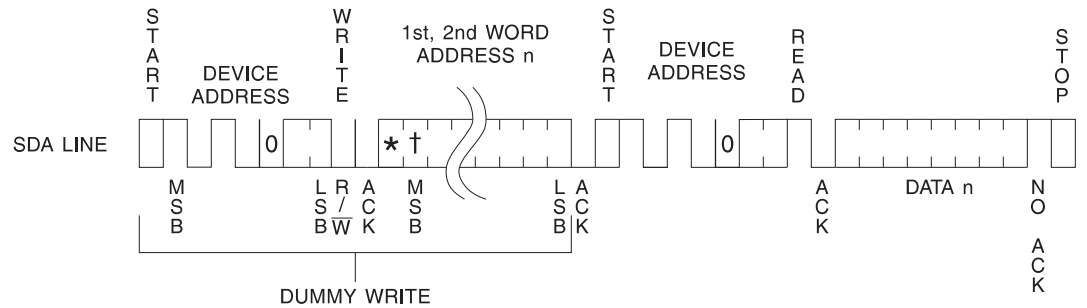 START
WRITE
1st, 2nd WORD
ADDRESS n
START
DEVICE
ADDRESS
READ
STOP
DEVICE
ADDRESS
SDA LINE
0
* †
0
MSB
LSB
R/W
ACK
MSB
LSB
ACK
ACK
DATA n
NO ACK
DUMMY WRITE